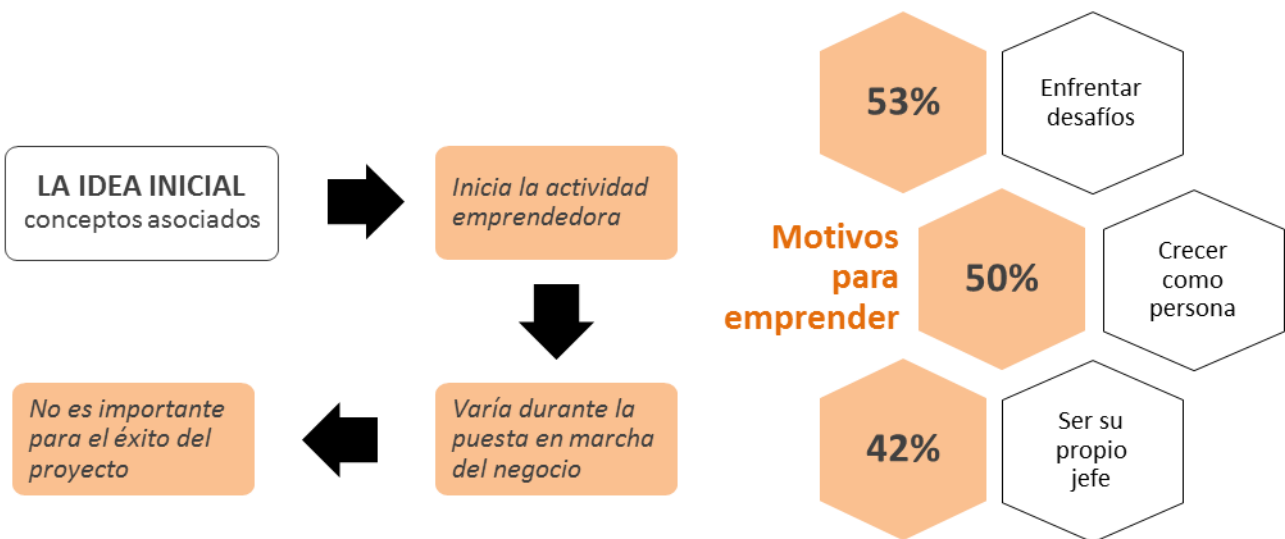 LA IDEA INICIAL
conceptos asociados
Inicia la actividad
emprendedora
Varía durante la
puesta en marcha
del negocio
No es importante
para el éxito del
proyecto
Motivos
para
emprender
53%
Enfrentar
desafíos
50%
Crecer
como
persona
42%
Ser su
propio
jefe